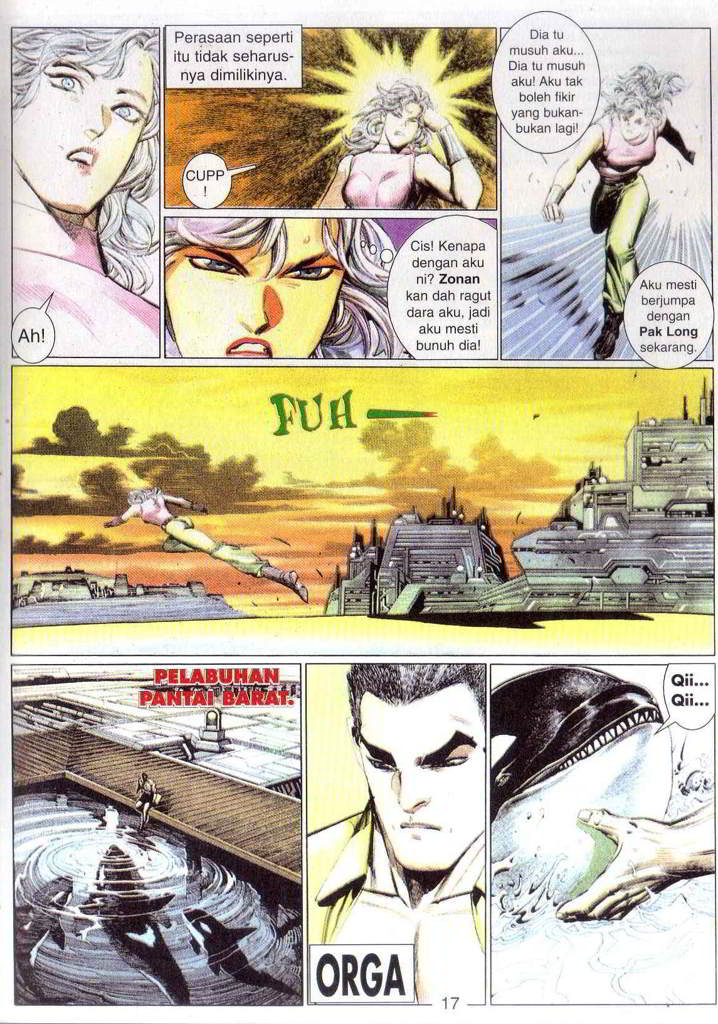 Ah!
Perasaan seperti
itu tidak seharus-
nya dimilikinya.
CUPP
!
Cis! Kenapa
dengan aku
ni? Zonan
kan dah ragut
dara aku, jadi
aku mesti
bunuh dia!
Dia tu
musuh aku...
Dia tu musuh
aku! Aku tak
boleh fikir
yang bukan-
bukan lagi!
Aku mesti
berjumpa
dengan
Pak Long
sekarang.
FUH
PELABUHAN
PANTAI BARAT.
ORGA
Qii...
Qii...
17